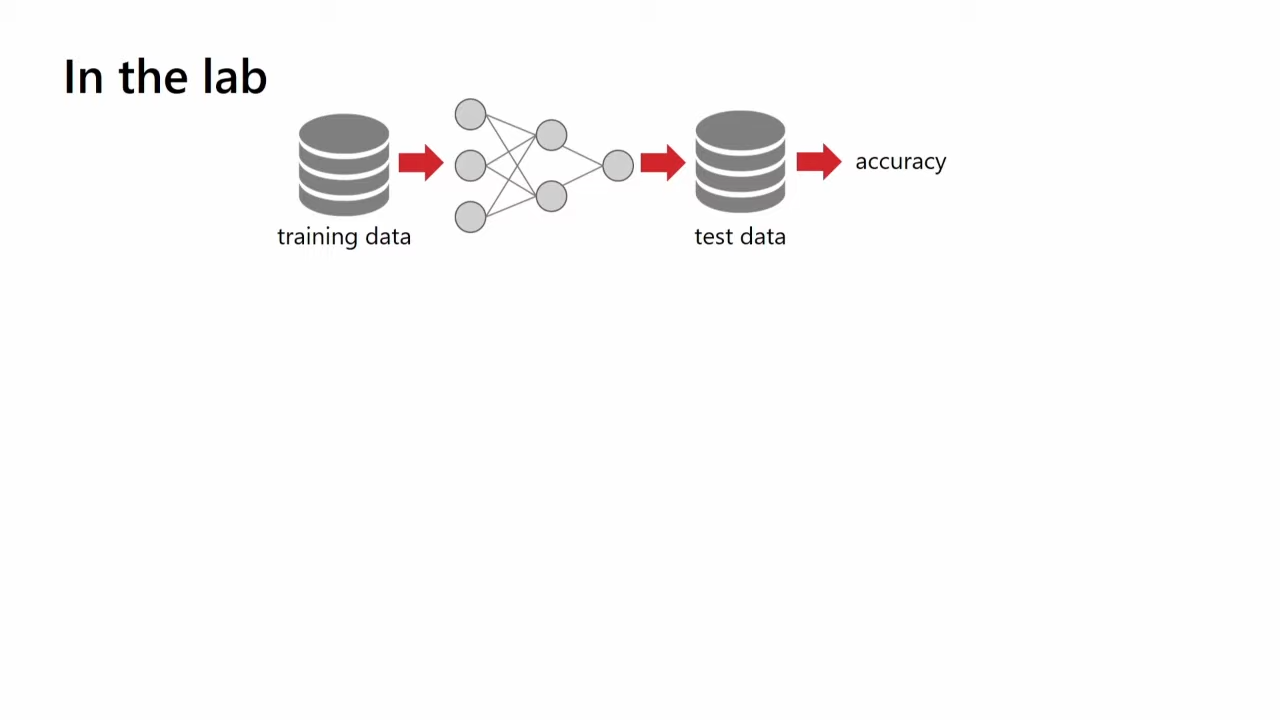 In the lab
accuracy
training data
test data